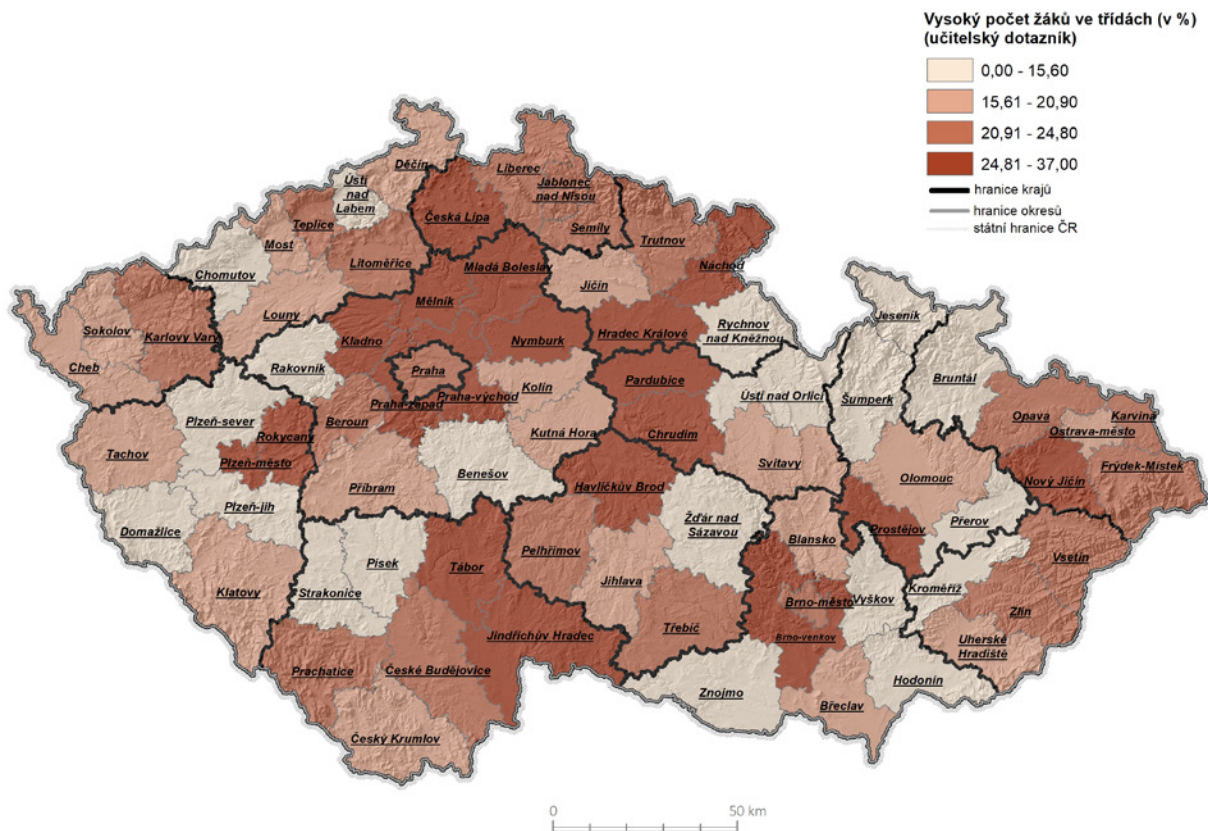 Vysoký počet žáků ve třídách (v %)
(učitelský dotazník)
0,00 - 15,60
15,61 - 20,90
20,91 - 24,80
24,81 - 37,00
hranice krajů
hranice okresů
státní hranice ČR
Děčín
Ústí
nad
Labem
Liberec
Jablonec
nad Nisou
Teplice
Česká Lípa
Semily
Trutnov
Most
Litoměřice
Chomutov
Mladá Boleslav
Náchod
Jičín
Jeseník
Mělník
Louny
Sokolov
Karlovy Vary
Kladno
Nymburk
Hradec Králové
Rychnov
nad Kněžnou
Cheb
Rakovník
Praha
Kolín
Pardubice
Bruntál
Ústí nad Orlicí
Šumperk
Praha-západ
Praha-východ
Plzeň-sever
Beroun
Opava
Karviná
Ostrava-město
Rokycany
Kutná Hora
Chrudim
Tachov
Plzeň-město
Svitavy
Frýdek-Místek
Benešov
Olomouc
Nový Jičín
Příbram
Havlíčkův Brod
Plzeň-jih
Žďár nad
Sázavou
Přerov
Domažlice
Prostějov
Blansko
Pelhřimov
Vsetín
Písek
Tábor
Jihlava
Kroměříž
Klatovy
Strakonice
Brno-město
Vyškov
Zlín
Třebíč
Jindřichův Hradec
Brno-venkov
Uherské
Hradiště
Prachatice
České Budějovice
Hodonín
Znojmo
Břeclav
Český Krumlov
0
50 km